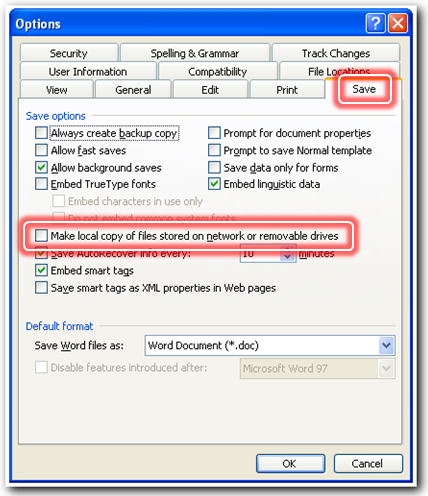 Options
Security Spelling & Grammar Track Changes
User Information Compatibility File Locations
View General Edit Print Save
Save options
Always create backup copy Prompt for document properties
Allow fast saves Prompt to save Normal template
Allow background saves Save data only for forms
Embed TrueType fonts Embed linguistic data
Embed characters in use only
Do not embed common system fonts
Make local copy of files stored on network or removable drives
Save AutoRecover info every: 10 minutes
Embed smart tags
Save smart tags as XML properties in Web pages
Default format
Save Word files as: Word Document (*.doc)
Disable features introduced after: Microsoft Word 97
OK Cancel